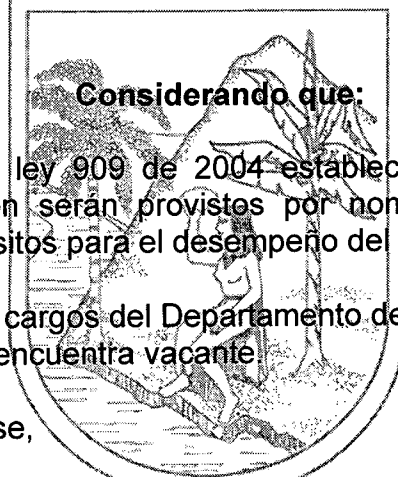 Considerando que:
ley 909 de 2004 establec
n serán provistos por non
sitos para el desempeño del
cargos del Departamento de
encuentra vacante.
se,